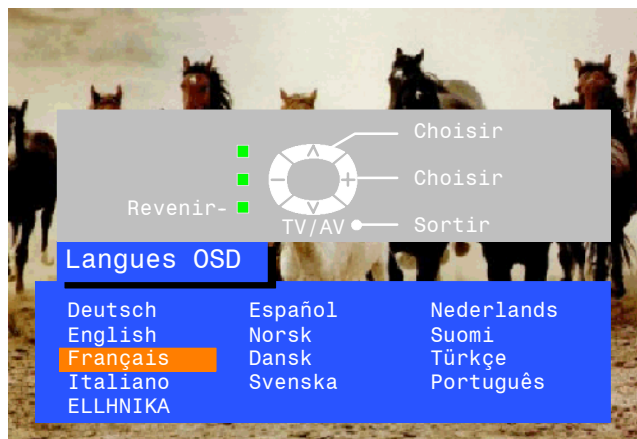 Choisir
Choisir
Revenir-
TV/AV
Sortir
Langues OSD
Deutsch Español Nederlands
English Norsk Suomi
Français Dansk Türkçe
Italiano Svenska Português
ELLHNIKA